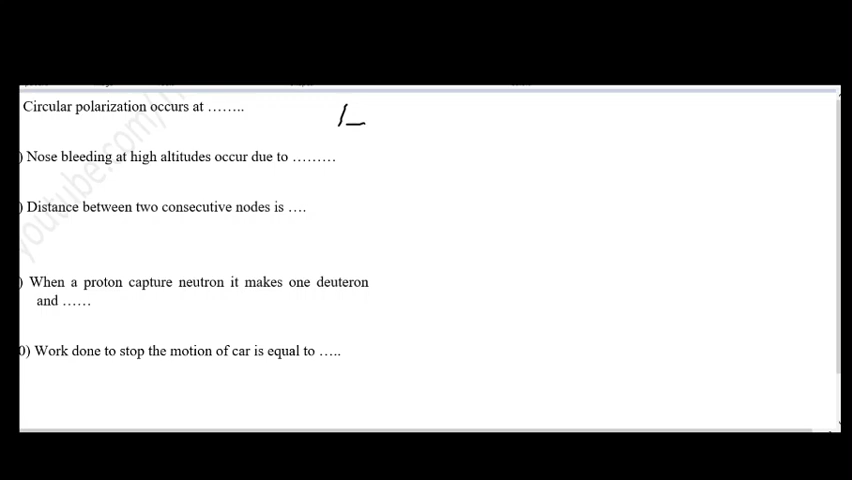 Circular polarization occurs at ……..
) Nose bleeding at high altitudes occur due to ………
) Distance between two consecutive nodes is ….
) When a proton capture neutron it makes one deuteron
and ……
0) Work done to stop the motion of car is equal to …..
youtuber.com/